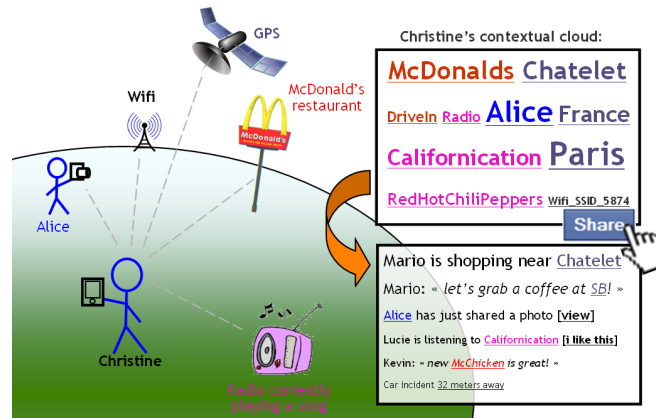 GPS
Christine's contextual cloud:
McDonald's
restaurant
Wifi
McDonalds Chatelet
DriveIn Radio Alice France
Californication Paris
RedHotChiliPeppers Wifi_SSID_5874
Share
McDonald's
Alice
Christine
Radio currently
playing a song
Mario is shopping near Chatelet
Mario: « let's grab a coffee at SB! »
Alice has just shared a photo [view]
Lucie is listening to Californication [i like this]
Kevin: « new McChicken is great! »
Car incident 32 meters away